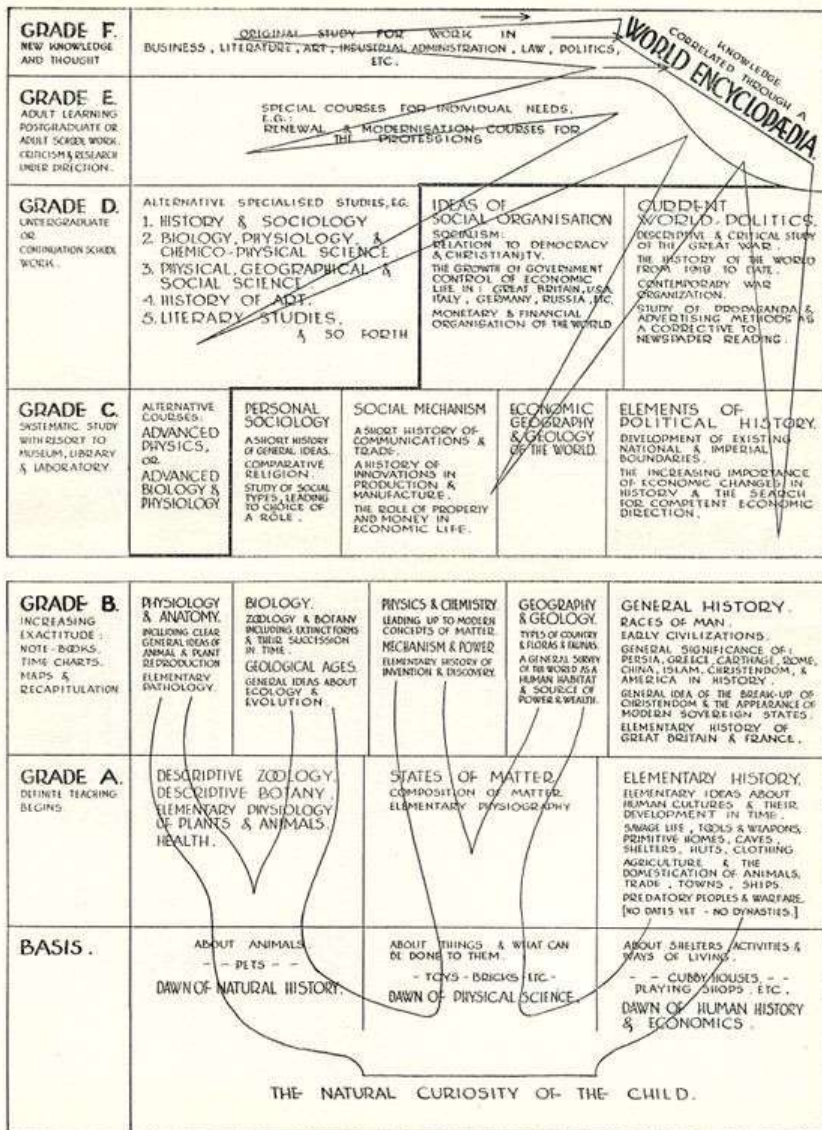 GRADE F.
NEW KNOWLEDGE
AND THOUGHT
ORIGINAL STUDY FOR WORK IN
BUSINESS, LITERATURE, ART, INDUSTRIAL ADMINISTRATION, LAW, POLITICS,
ETC.
KNOWLEDGE
CORRELATED THROUGH A
WORLD ENCYCLOPÆDIA.
GRADE E.
ADULT LEARNING
POSTGRADUATE OR
ADULT SCHOOL WORK.
CRITICISM & RESEARCH
UNDER DIRECTION.
SPECIAL COURSES FOR INDIVIDUAL NEEDS,
E.G.:
RENEWAL & MODERNISATION COURSES FOR
THE PROFESSIONS
GRADE D.
UNDERGRADUATE
OR
CONTINUATION SCHOOL
WORK.
ALTERNATIVE SPECIALISED STUDIES, E.G.
1. HISTORY & SOCIOLOGY
2. BIOLOGY, PHYSIOLOGY, &
CHEMICO-PHYSICAL SCIENCE
3. PHYSICAL, GEOGRAPHICAL &
SOCIAL SCIENCE
4. HISTORY OF ART.
5. LITERARY STUDIES,
& SO FORTH
IDEAS OF
SOCIAL ORGANISATION
SOCIALISM:
RELATION TO DEMOCRACY
& CHRISTIANITY.
THE GROWTH OF GOVERNMENT
CONTROL OF ECONOMIC
LIFE IN: GREAT BRITAIN, U.S.A.
ITALY, GERMANY, RUSSIA, ETC.
MONETARY & FINANCIAL
ORGANISATION OF THE WORLD
CURRENT
WORLD-POLITICS.
DESCRIPTIVE & CRITICAL STUDY
OF THE GREAT WAR.
THE HISTORY OF THE WORLD
FROM 1918 TO DATE.
CONTEMPORARY WAR
ORGANIZATION.
STUDY OF PROPAGANDA &
ADVERTISING METHODS AS
A CORRECTIVE TO
NEWSPAPER READING.
GRADE C.
SYSTEMATIC STUDY
WITH RESORT TO
MUSEUM, LIBRARY
& LABORATORY.
ALTERNATIVE
COURSES:
ADVANCED
PHYSICS,
OR
ADVANCED
BIOLOGY &
PHYSIOLOGY
PERSONAL
SOCIOLOGY
A SHORT HISTORY
OF GENERAL IDEAS.
COMPARATIVE
RELIGION.
STUDY OF SOCIAL
TYPES, LEADING
TO CHOICE OF
A RÔLE.
SOCIAL MECHANISM
A SHORT HISTORY OF
COMMUNICATIONS &
TRADE.
A HISTORY OF
INNOVATIONS IN
PRODUCTION &
MANUFACTURE.
THE ROLE OF PROPERTY
AND MONEY IN
ECONOMIC LIFE.
ECONOMIC
GEOGRAPHY
& GEOLOGY
OF THE WORLD.
ELEMENTS OF
POLITICAL HISTORY.
DEVELOPMENT OF EXISTING
NATIONAL & IMPERIAL
BOUNDARIES.
THE INCREASING IMPORTANCE
OF ECONOMIC CHANGES IN
HISTORY & THE SEARCH
FOR COMPETENT ECONOMIC
DIRECTION.
GRADE B.
INCREASING
EXACTITUDE:
NOTE-BOOKS.
TIME CHARTS.
MAPS &
RECAPITULATION
PHYSIOLOGY
& ANATOMY.
INCLUDING CLEAR
GENERAL IDEAS OF
ANIMAL & PLANT
REPRODUCTION
ELEMENTARY
PATHOLOGY.
BIOLOGY.
ZOOLOGY & BOTANY
INCLUDING EXTINCT FORMS
& THEIR SUCCESSION
IN TIME.
GEOLOGICAL AGES.
GENERAL IDEAS ABOUT
ECOLOGY &
EVOLUTION
PHYSICS & CHEMISTRY.
LEADING UP TO MODERN
CONCEPTS OF MATTER.
MECHANISM & POWER
ELEMENTARY HISTORY OF
INVENTION & DISCOVERY.
GEOGRAPHY
& GEOLOGY.
TYPES OF COUNTRY
& FLORAS & FAUNAS.
A GENERAL SURVEY
OF THE WORLD AS A
HUMAN HABITAT
& SOURCE OF
POWER & WEALTH.
GENERAL HISTORY.
RACES OF MAN.
EARLY CIVILIZATIONS.
GENERAL SIGNIFICANCE OF:
PERSIA, GREECE, CARTHAGE, ROME,
CHINA, ISLAM, CHRISTENDOM, &
AMERICA IN HISTORY.
GENERAL IDEA OF THE BREAK-UP OF
CHRISTENDOM & THE APPEARANCE OF
MODERN SOVEREIGN STATES.
ELEMENTARY HISTORY OF
GREAT BRITAIN & FRANCE.
GRADE A.
DEFINITE TEACHING
BEGINS
DESCRIPTIVE ZOOLOGY.
DESCRIPTIVE BOTANY.
ELEMENTARY PHYSIOLOGY
OF PLANTS & ANIMALS.
HEALTH.
STATES OF MATTER.
COMPOSITION OF MATTER.
ELEMENTARY PHYSIOGRAPHY
ELEMENTARY HISTORY.
ELEMENTARY IDEAS ABOUT
HUMAN CULTURES & THEIR
DEVELOPMENT IN TIME.
SAVAGE LIFE, TOOLS & WEAPONS,
PRIMITIVE HOMES, CAVES,
SHELTERS, HUTS, CLOTHING
AGRICULTURE & THE
DOMESTICATION OF ANIMALS,
TRADE, TOWNS, SHIPS.
PREDATORY PEOPLES & WARFARE.
[NO DATES YET - NO DYNASTIES.]
BASIS.
ABOUT ANIMALS.
- - PETS - -
DAWN OF NATURAL HISTORY.
ABOUT THINGS & WHAT CAN
BE DONE TO THEM.
- TOYS - BRICKS ETC -
DAWN OF PHYSICAL SCIENCE.
ABOUT SHELTERS ACTIVITIES &
WAYS OF LIVING.
- - CUBBY HOUSES, - -
PLAYING SHOPS. ETC.
DAWN OF HUMAN HISTORY
& ECONOMICS.
THE NATURAL CURIOSITY OF THE CHILD.